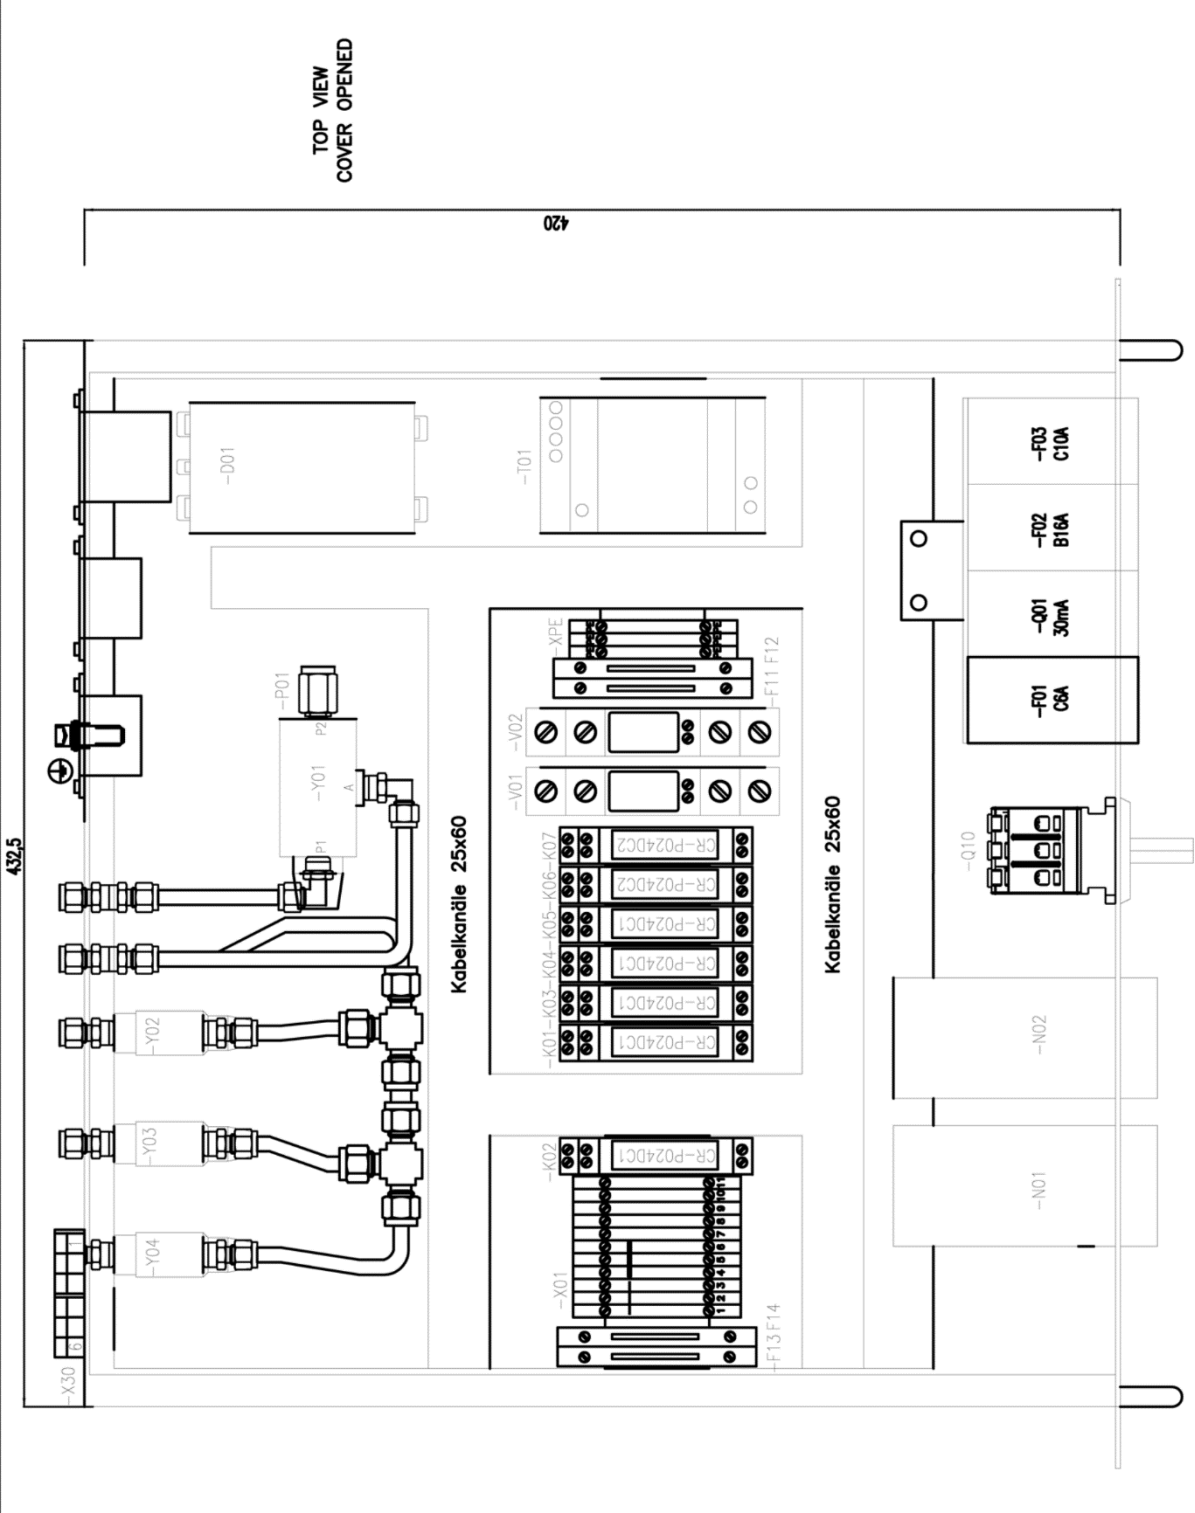 TOP VIEW
COVER OPENED
420
432,5
-D01
-T01
-F03
C10A
-F02
B16A
-Q01
30mA
-F01
C6A
-XPE
PEPEPE
PEPEPE
-F11 F12
-P01
P2
-Y01
A
P1
-V02
-V01
Kabelkanäle 25x60
-K01-K03-K04-K05-K06-K07
CR-P024DC2
CR-P024DC2
CR-P024DC1
CR-P024DC1
CR-P024DC1
CR-P024DC1
Kabelkanäle 25x60
-Q10
-Y02
-Y03
-Y04
-K02
CR-P024DC1
-X01
1 2 3 4 5 6 7 8 9 10 11
-F13 F14
-N02
-N01
1
6
-X30